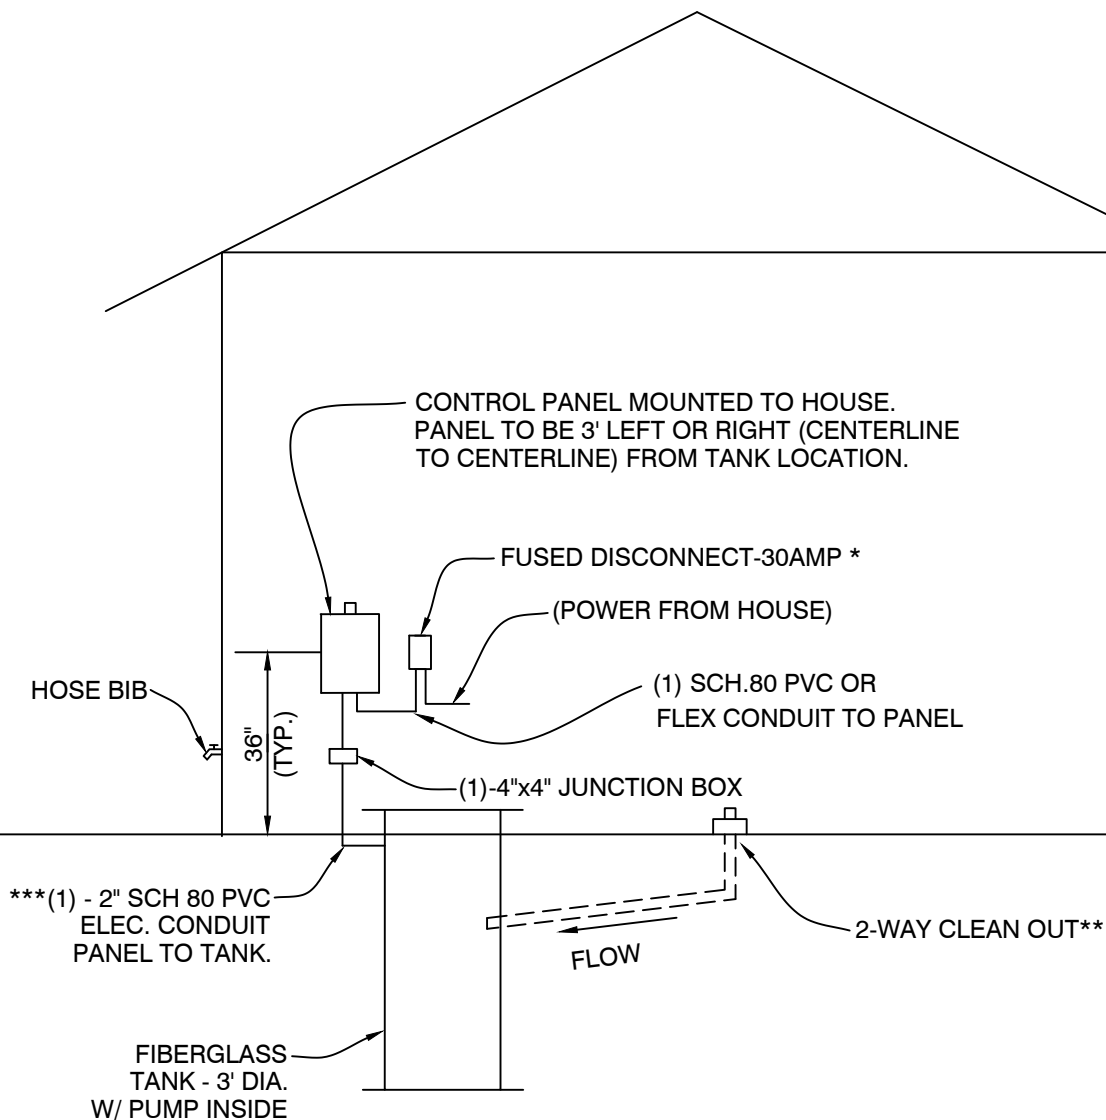 CONTROL PANEL MOUNTED TO HOUSE.
PANEL TO BE 3' LEFT OR RIGHT (CENTERLINE
TO CENTERLINE) FROM TANK LOCATION.
FUSED DISCONNECT-30AMP *
(POWER FROM HOUSE)
HOSE BIB
(1) SCH.80 PVC OR
FLEX CONDUIT TO PANEL
36"
(TYP.)
(1)-4"x4" JUNCTION BOX
***(1) - 2" SCH 80 PVC
ELEC. CONDUIT
PANEL TO TANK.
2-WAY CLEAN OUT**
FLOW
FIBERGLASS
TANK - 3' DIA.
W/ PUMP INSIDE